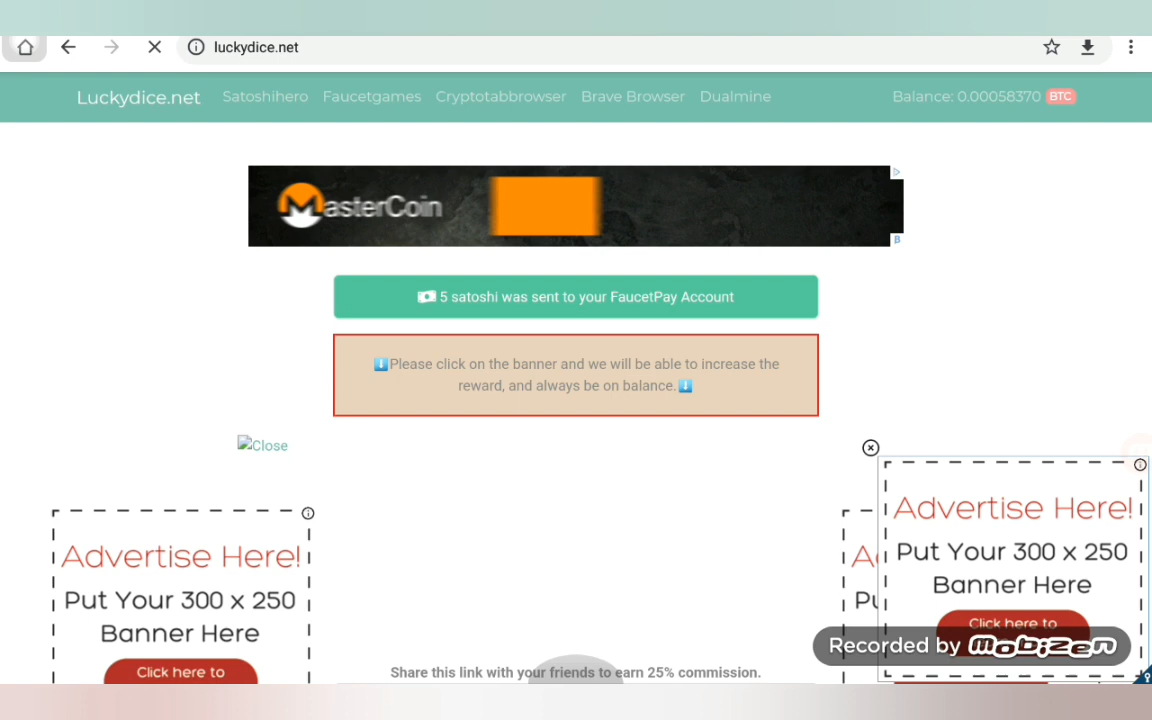 luckydice.net
Luckydice.net Satoshihero Faucetgames Cryptotabbrowser Brave Browser Dualmine Balance: 0.00058370 BTC
MasterCoin
5 satoshi was sent to your FaucetPay Account
Please click on the banner and we will be able to increase the
reward, and always be on balance.
Close
Advertise Here!
Put Your 300 x 250
Banner Here
Click here to
Advertise Here!
Put Your 300 x 250
Banner Here
Click here to
Recorded by mobizen
Share this link with your friends to earn 25% commission.